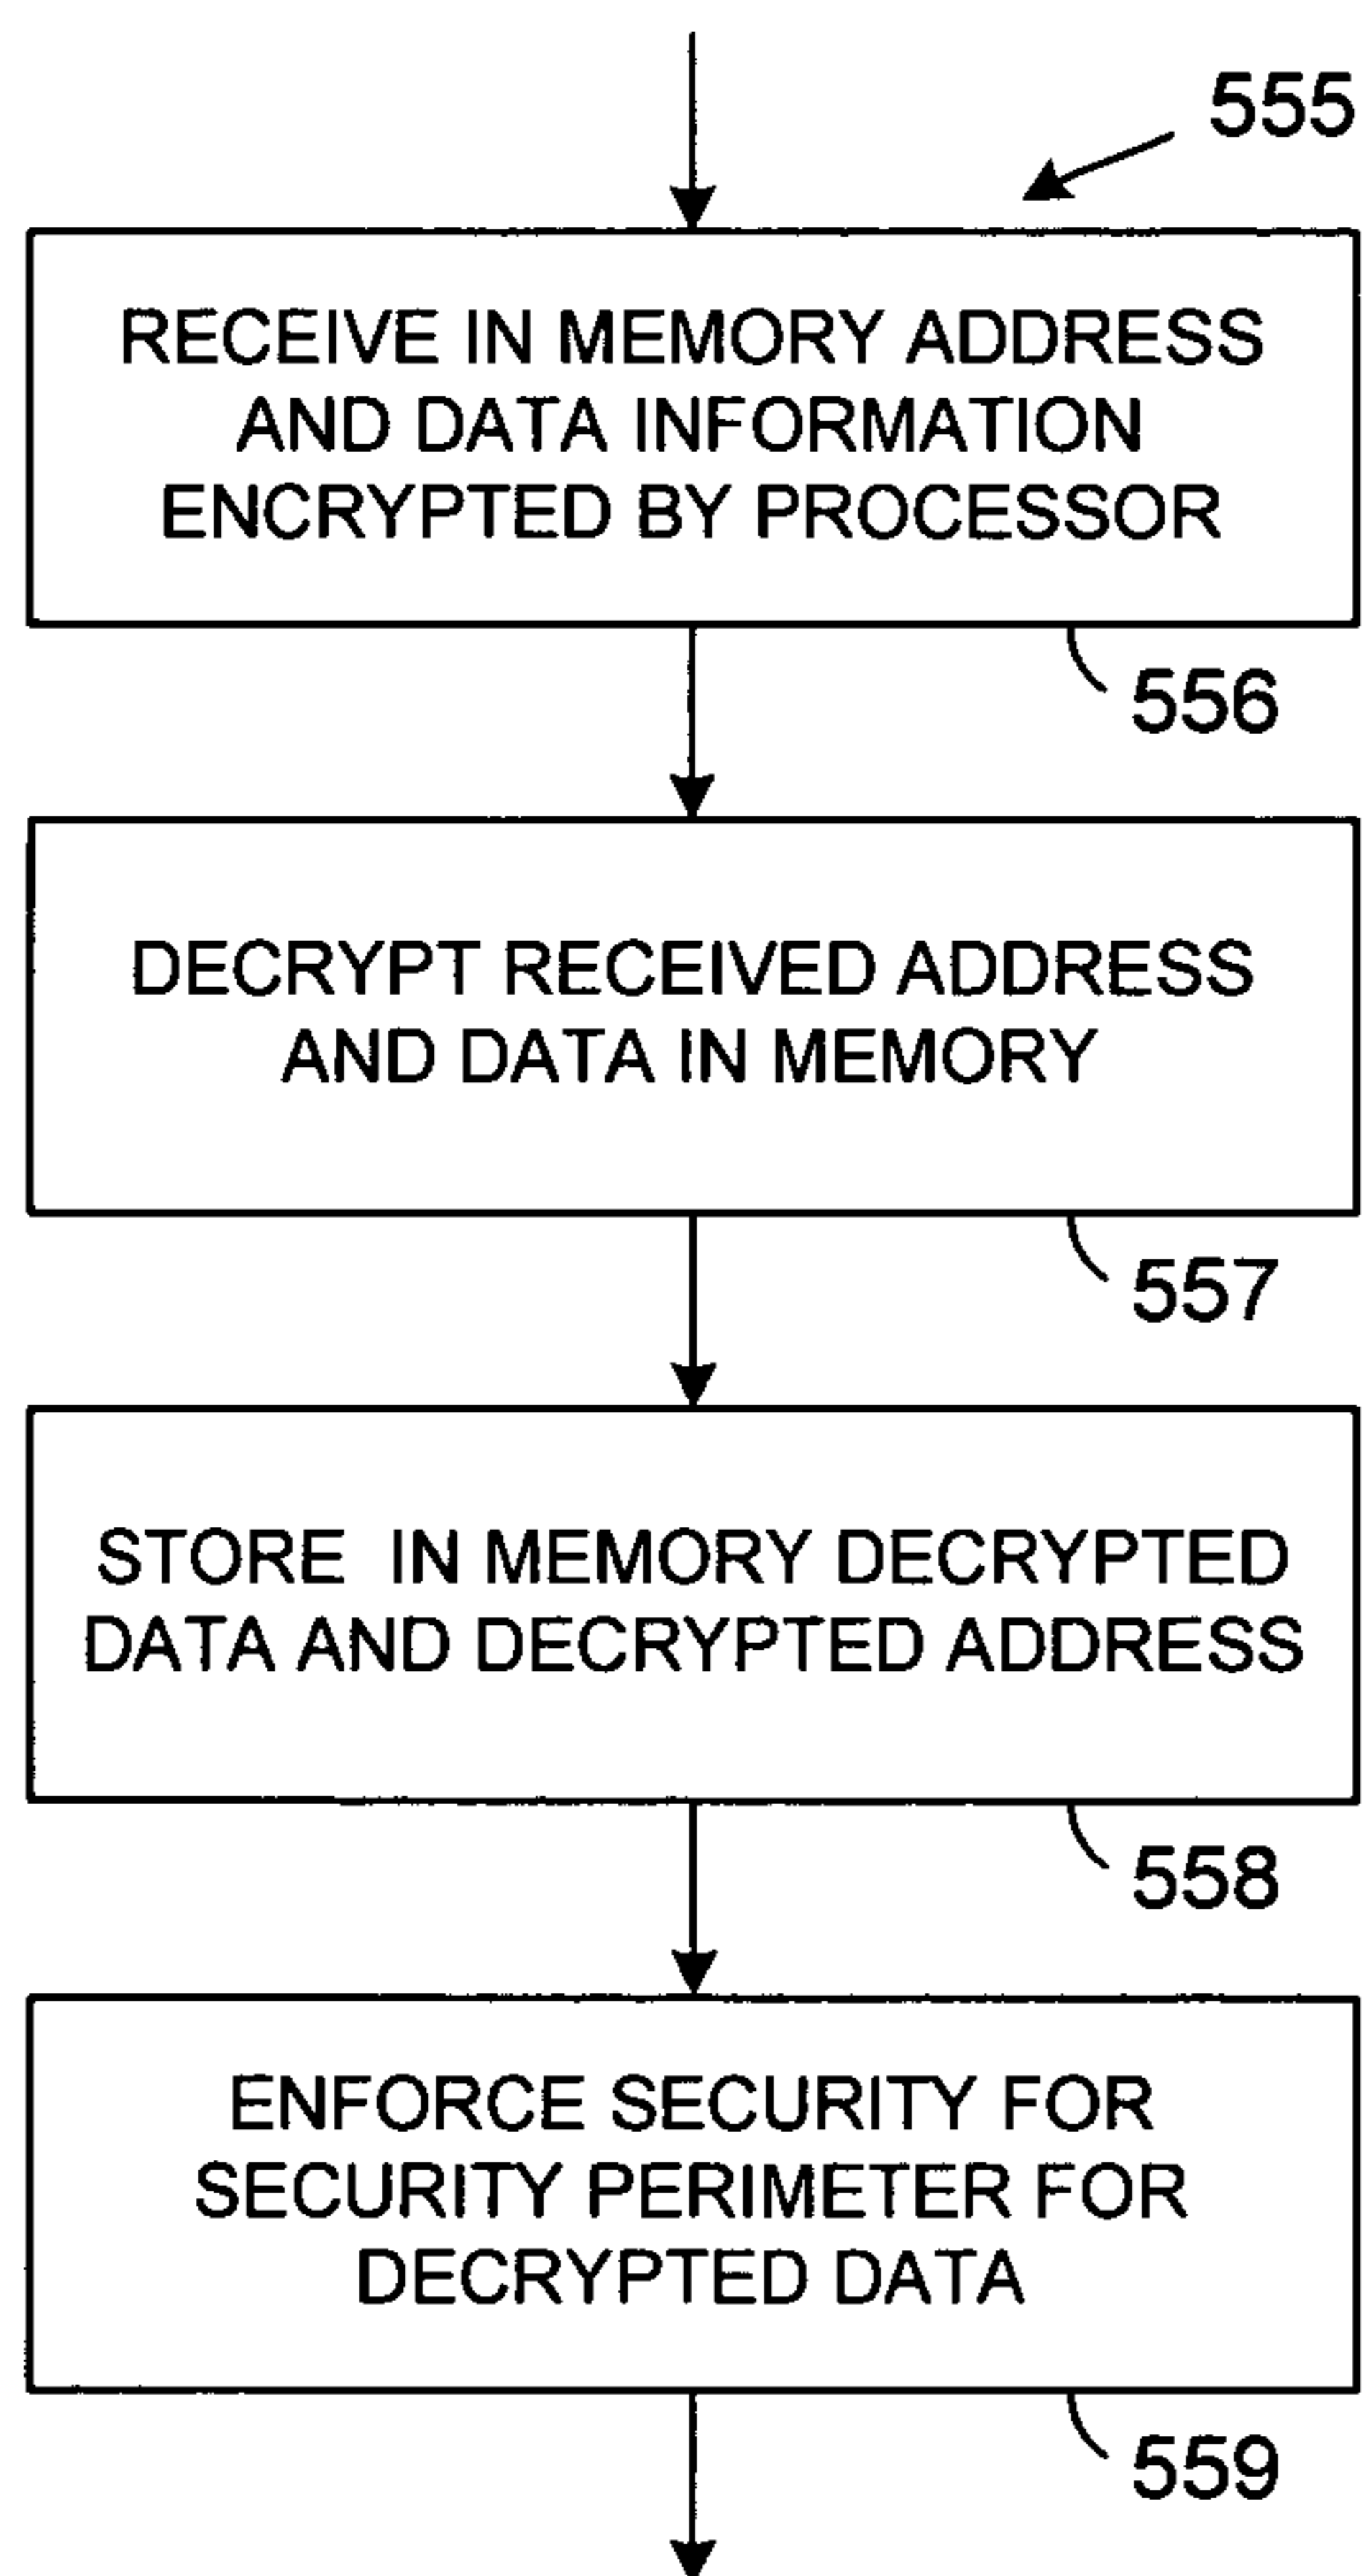 555
RECEIVE IN MEMORY ADDRESS
AND DATA INFORMATION
ENCRYPTED BY PROCESSOR
556
DECRYPT RECEIVED ADDRESS
AND DATA IN MEMORY
557
STORE IN MEMORY DECRYPTED
DATA AND DECRYPTED ADDRESS
558
ENFORCE SECURITY FOR
SECURITY PERIMETER FOR
DECRYPTED DATA
559